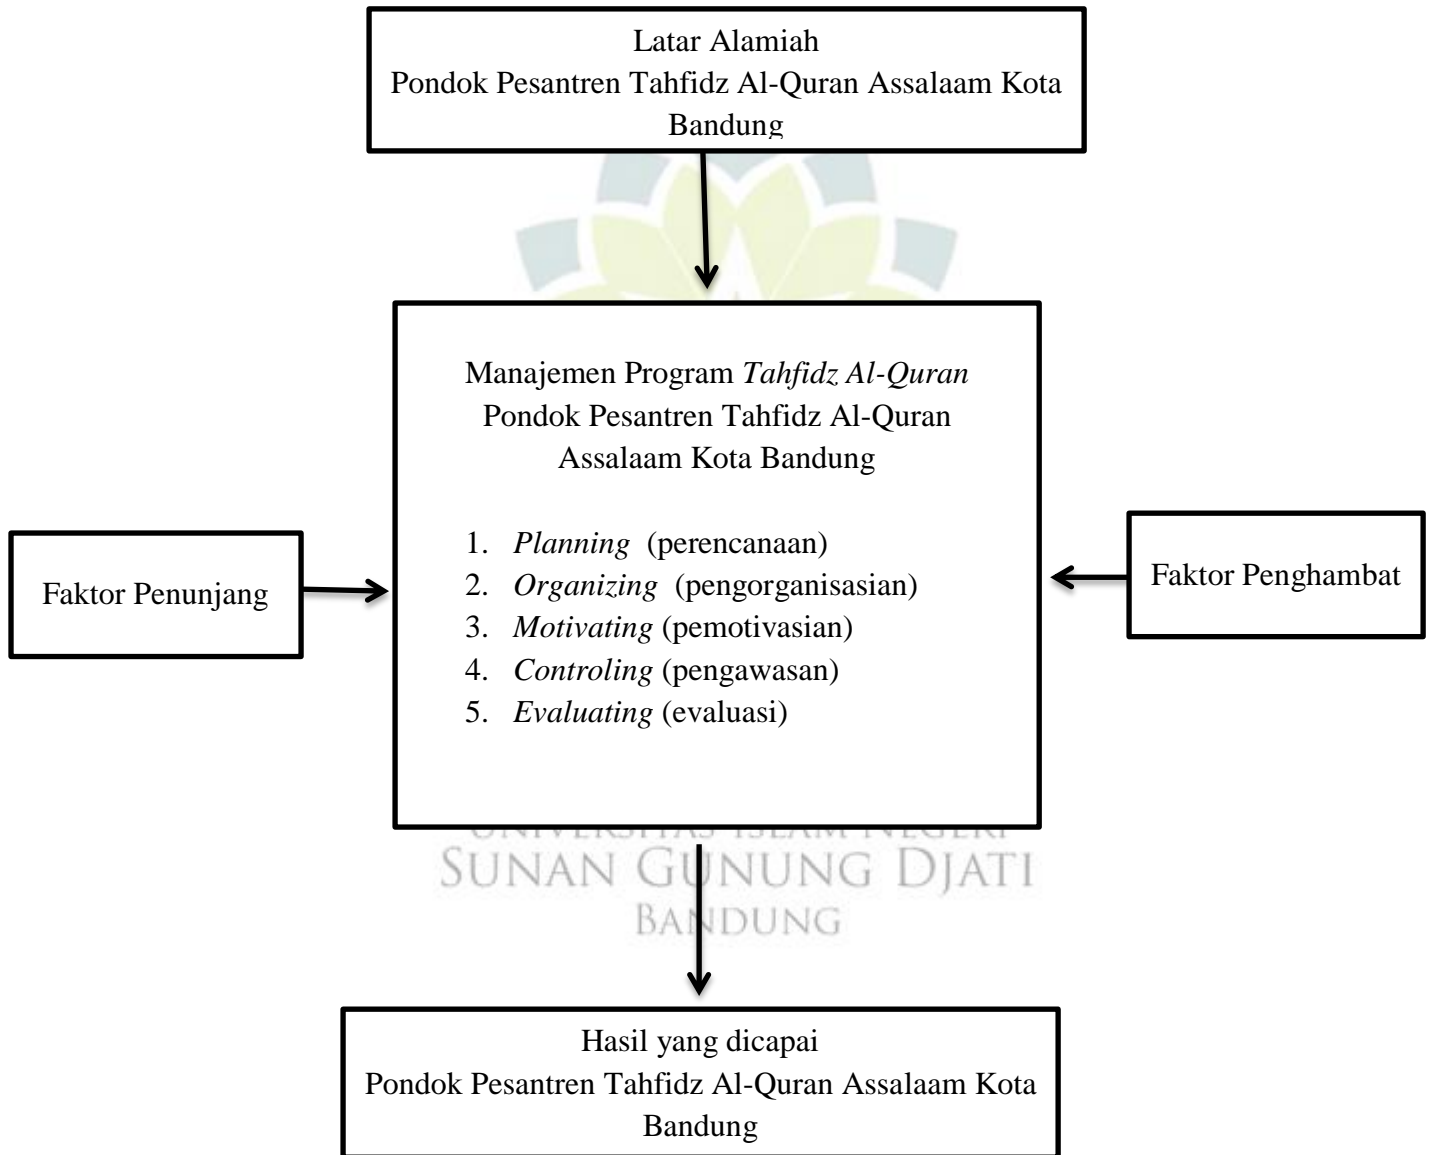 Latar Alamiah
Pondok Pesantren Tahfidz Al-Quran Assalaam Kota
Bandung
Manajemen Program Tahfidz Al-Quran
Pondok Pesantren Tahfidz Al-Quran
Assalaam Kota Bandung
1. Planning (perencanaan)
2. Organizing (pengorganisasian)
3. Motivating (pemotivasian)
4. Controling (pengawasan)
5. Evaluating (evaluasi)
Faktor Penunjang
Faktor Penghambat
UNIVERSITAS ISLAM NEGERI
SUNAN GUNUNG DJATI
BANDUNG
Hasil yang dicapai
Pondok Pesantren Tahfidz Al-Quran Assalaam Kota
Bandung